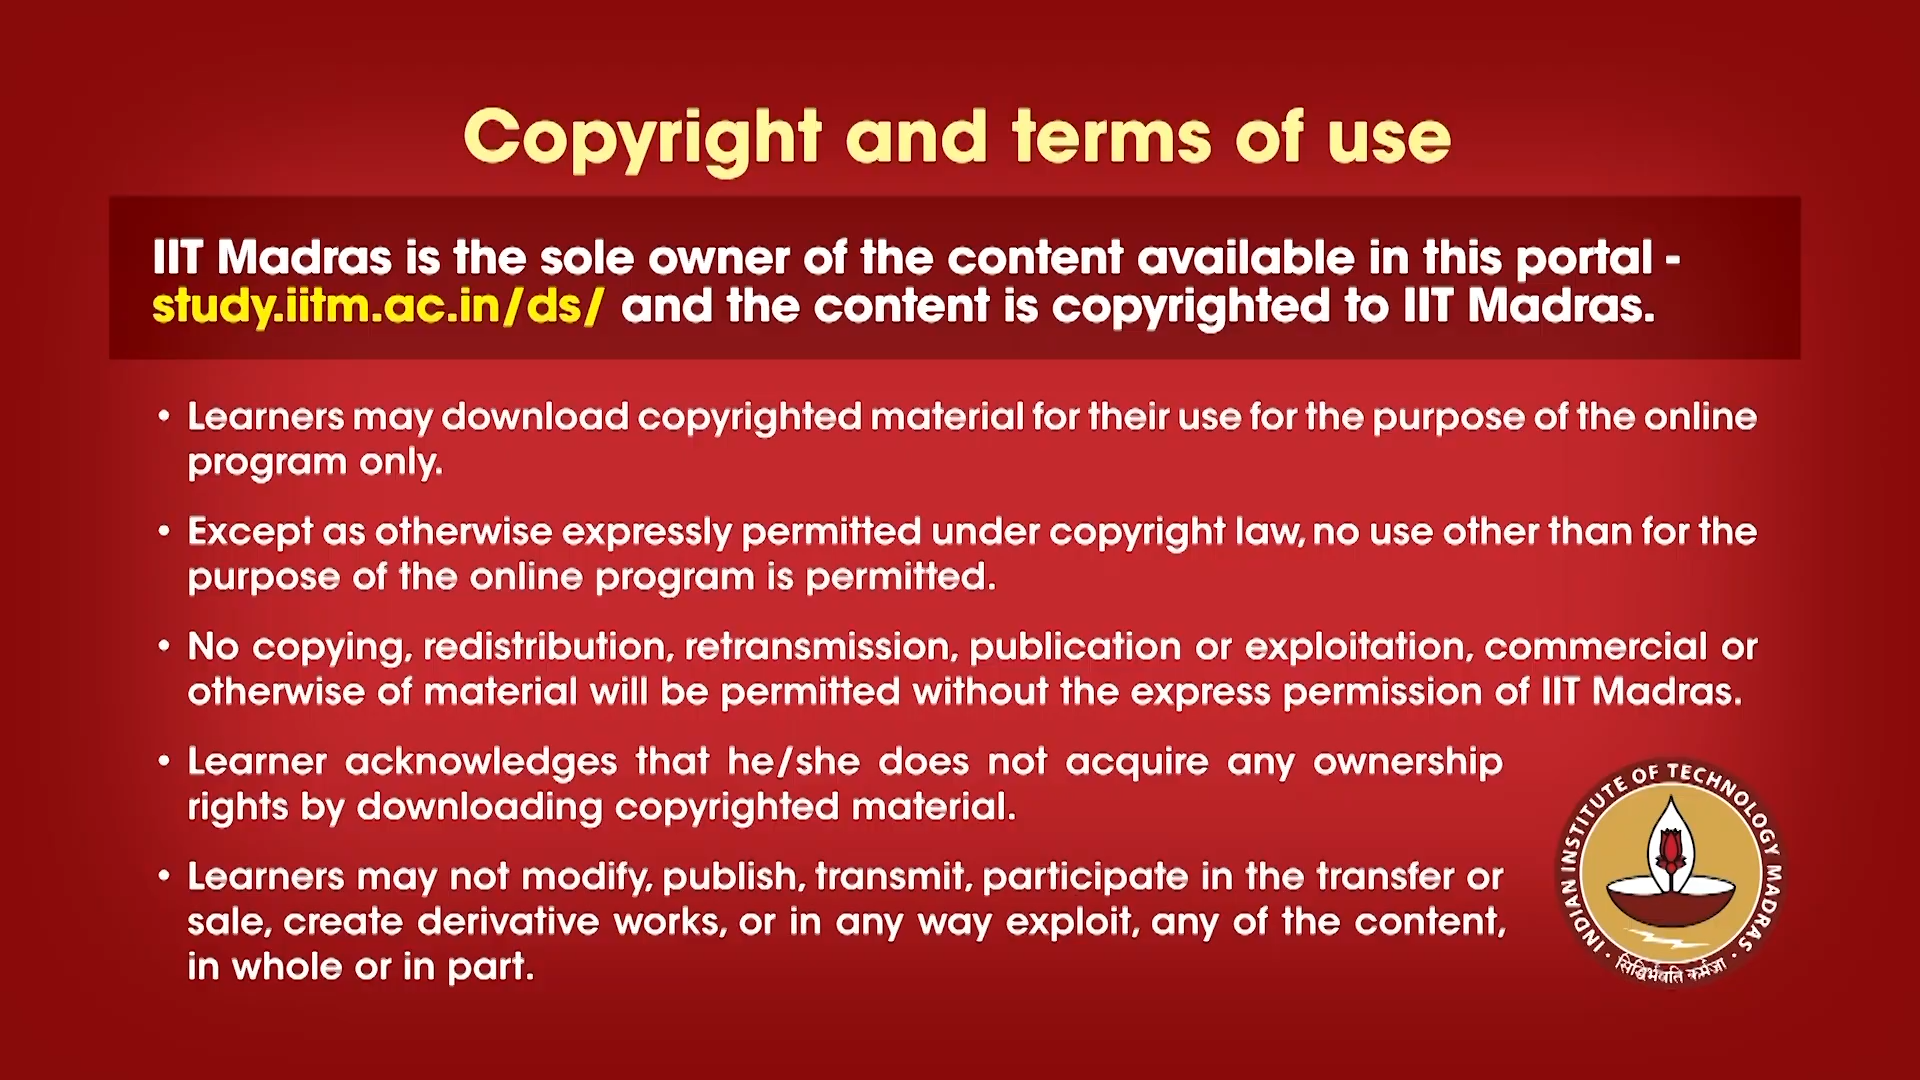 Copyright and terms of use
IIT Madras is the sole owner of the content available in this portal -
study.iitm.ac.in/ds/ and the content is copyrighted to IIT Madras.
• Learners may download copyrighted material for their use for the purpose of the online
program only.
• Except as otherwise expressly permitted under copyright law, no use other than for the
purpose of the online program is permitted.
• No copying, redistribution, retransmission, publication or exploitation, commercial or
otherwise of material will be permitted without the express permission of IIT Madras.
• Learner acknowledges that he/she does not acquire any ownership
rights by downloading copyrighted material.
• Learners may not modify, publish, transmit, participate in the transfer or
sale, create derivative works, or in any way exploit, any of the content,
in whole or in part.
INDIAN INSTITUTE OF TECHNOLOGY MADRAS
सिद्धिर्भवति कर्मजा